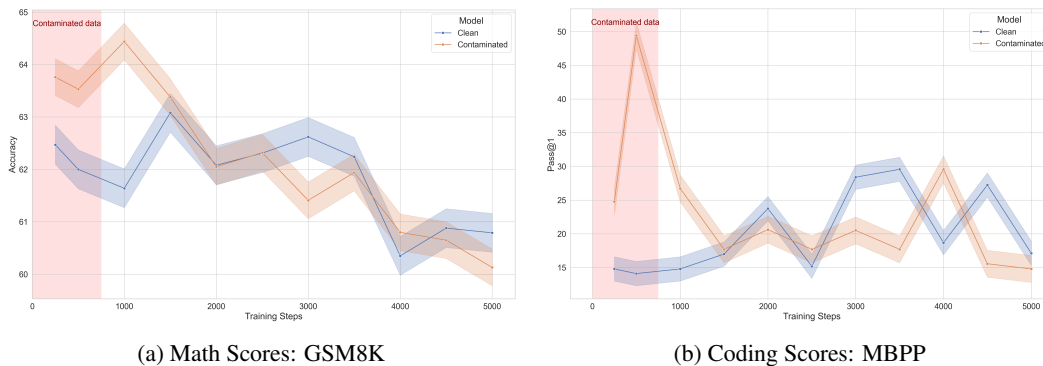 Contaminated data
Model
Clean
Contaminated
65
64
63
62
61
60
Accuracy
0
1000
2000
3000
4000
5000
Training Steps
(a) Math Scores: GSM8K
Contaminated data
Model
Clean
Contaminated
50
45
40
35
30
25
20
15
Pass@1
0
1000
2000
3000
4000
5000
Training Steps
(b) Coding Scores: MBPP